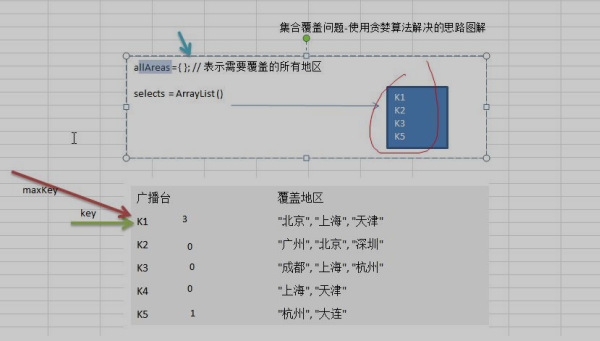 集合覆盖问题-使用贪婪算法解决的思路图解
allAreas={ }; // 表示需要覆盖的所有地区
selects = ArrayList()
K1
K2
K3
K5
maxKey
key
广播台 覆盖地区
K1 3 "北京", "上海", "天津"
K2 0 "广州", "北京", "深圳"
K3 0 "成都", "上海", "杭州"
K4 0 "上海", "天津"
K5 1 "杭州", "大连"